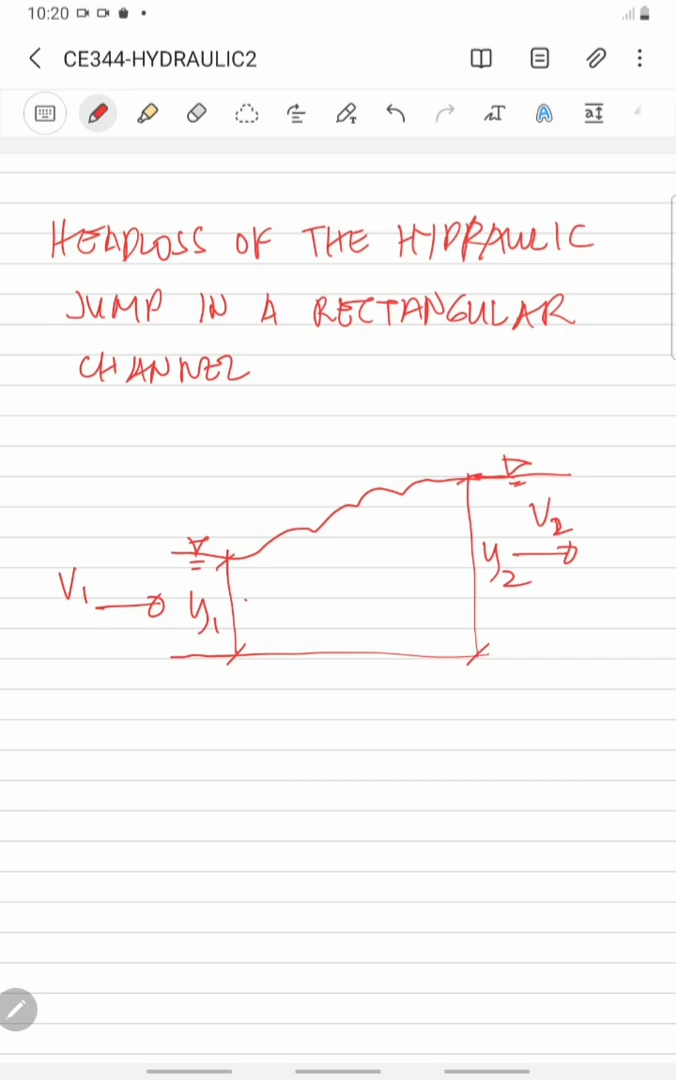 10:20
CE344-HYDRAULIC2
HEADLOSS OF THE HYDRAULIC
JUMP IN A RECTANGULAR
CHANNEL
V1
y1
y2
V2